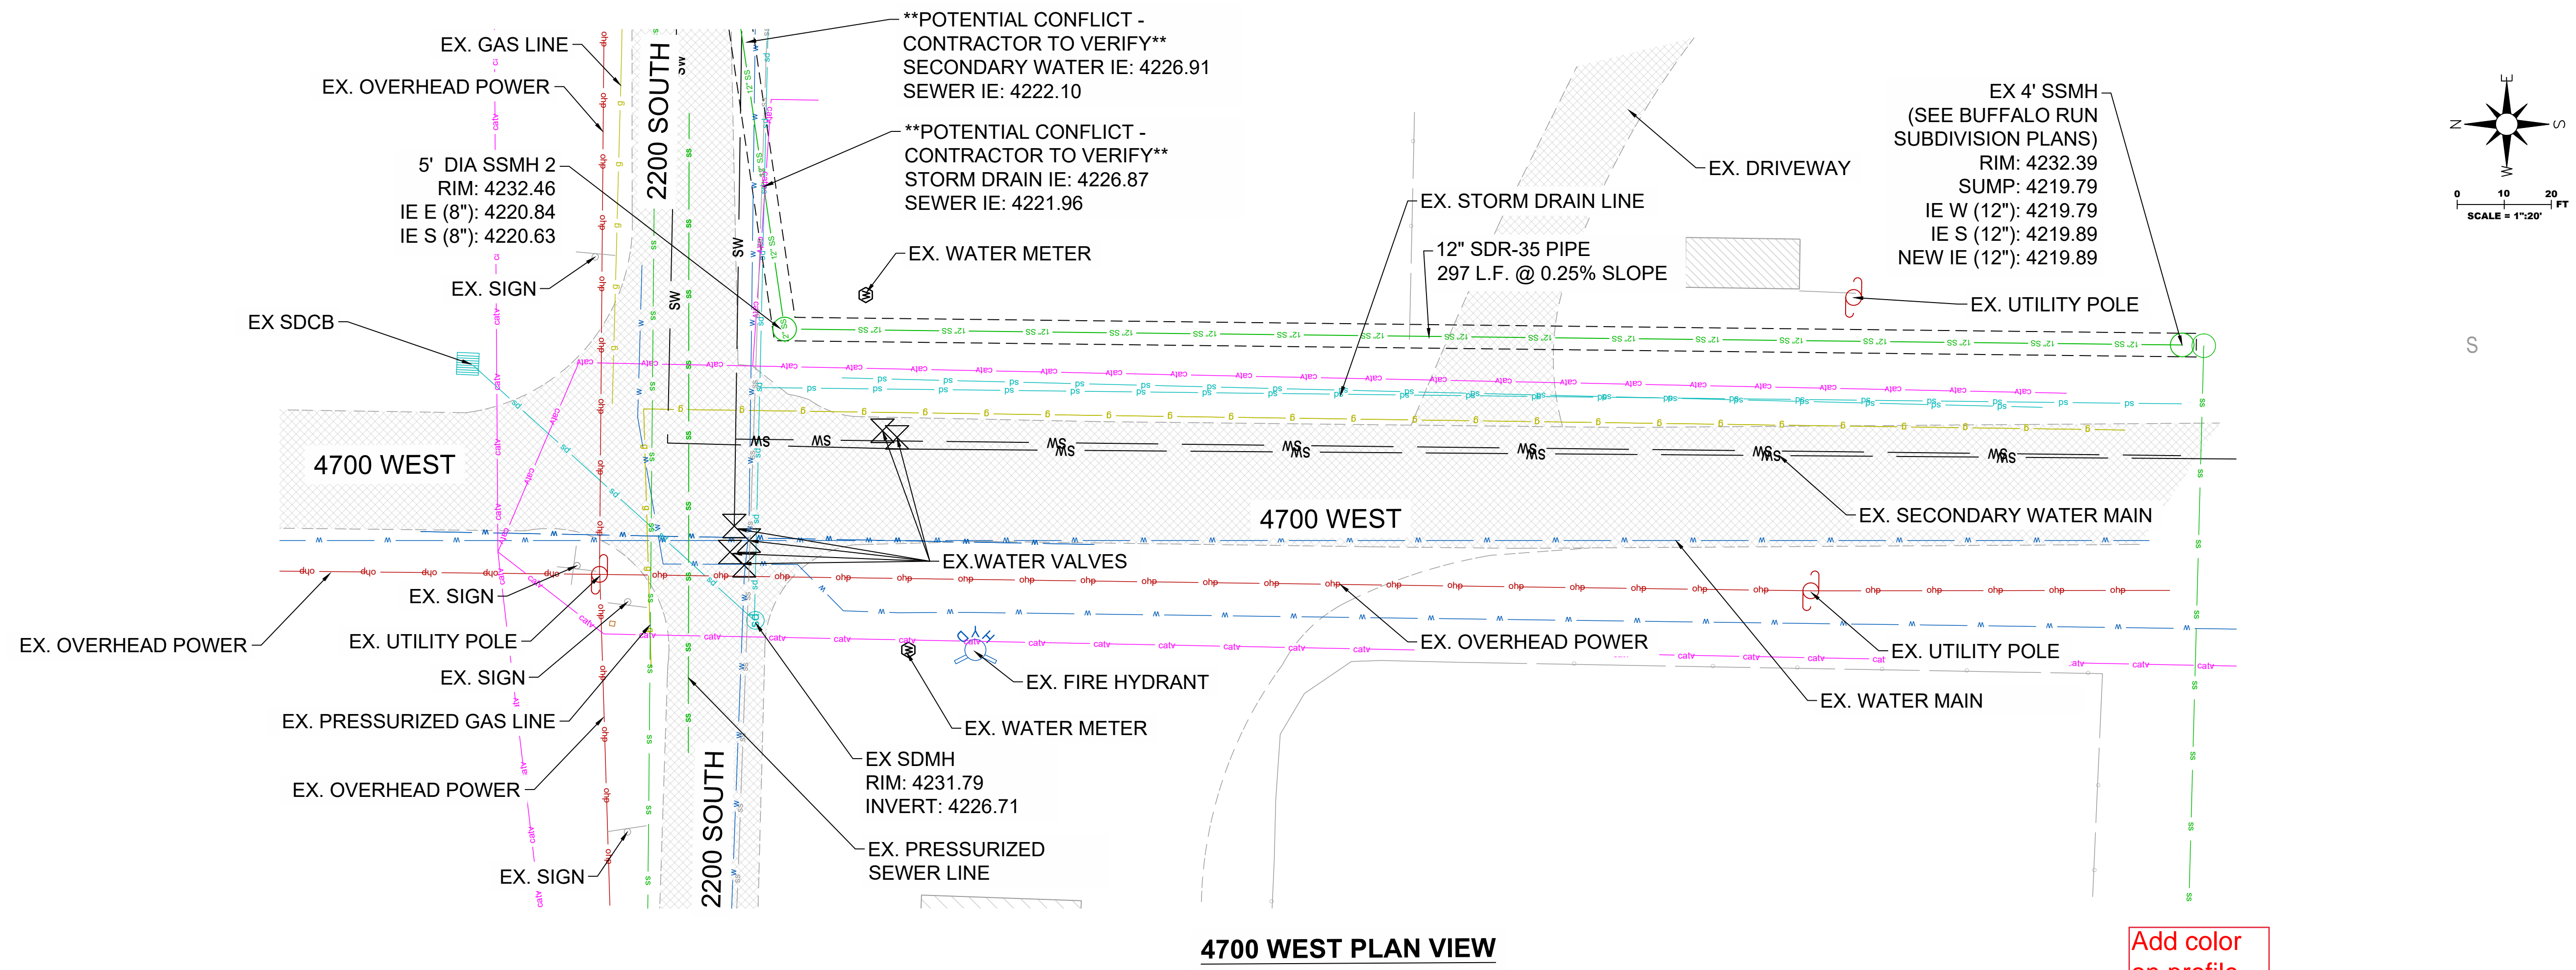 EX. GAS LINE
EX. OVERHEAD POWER
5' DIA SSMH 2
RIM: 4232.46
IE E (8"): 4220.84
IE S (8"): 4220.63
EX. SIGN
EX SDCB
2200 SOUTH
SW
SW
SW
**POTENTIAL CONFLICT -
CONTRACTOR TO VERIFY**
SECONDARY WATER IE: 4226.91
SEWER IE: 4222.10
**POTENTIAL CONFLICT -
CONTRACTOR TO VERIFY**
STORM DRAIN IE: 4226.87
SEWER IE: 4221.96
EX. WATER METER
EX. STORM DRAIN LINE
12" SDR-35 PIPE
297 L.F. @ 0.25% SLOPE
EX. DRIVEWAY
EX 4' SSMH
(SEE BUFFALO RUN
SUBDIVISION PLANS)
RIM: 4232.39
SUMP: 4219.79
IE W (12"): 4219.79
IE S (12"): 4219.89
NEW IE (12"): 4219.89
EX. UTILITY POLE
E
N
S
W
0 10 20
FT
SCALE = 1":20'
S
4700 WEST
4700 WEST
EX. SECONDARY WATER MAIN
EX.WATER VALVES
EX. SIGN
EX. OVERHEAD POWER
EX. UTILITY POLE
EX. SIGN
EX. PRESSURIZED GAS LINE
EX. OVERHEAD POWER
EX. SIGN
HYD
EX. FIRE HYDRANT
EX. WATER METER
EX. OVERHEAD POWER
EX. UTILITY POLE
EX. WATER MAIN
EX SDMH
RIM: 4231.79
INVERT: 4226.71
EX. PRESSURIZED
SEWER LINE
2200 SOUTH
4700 WEST PLAN VIEW
Add color